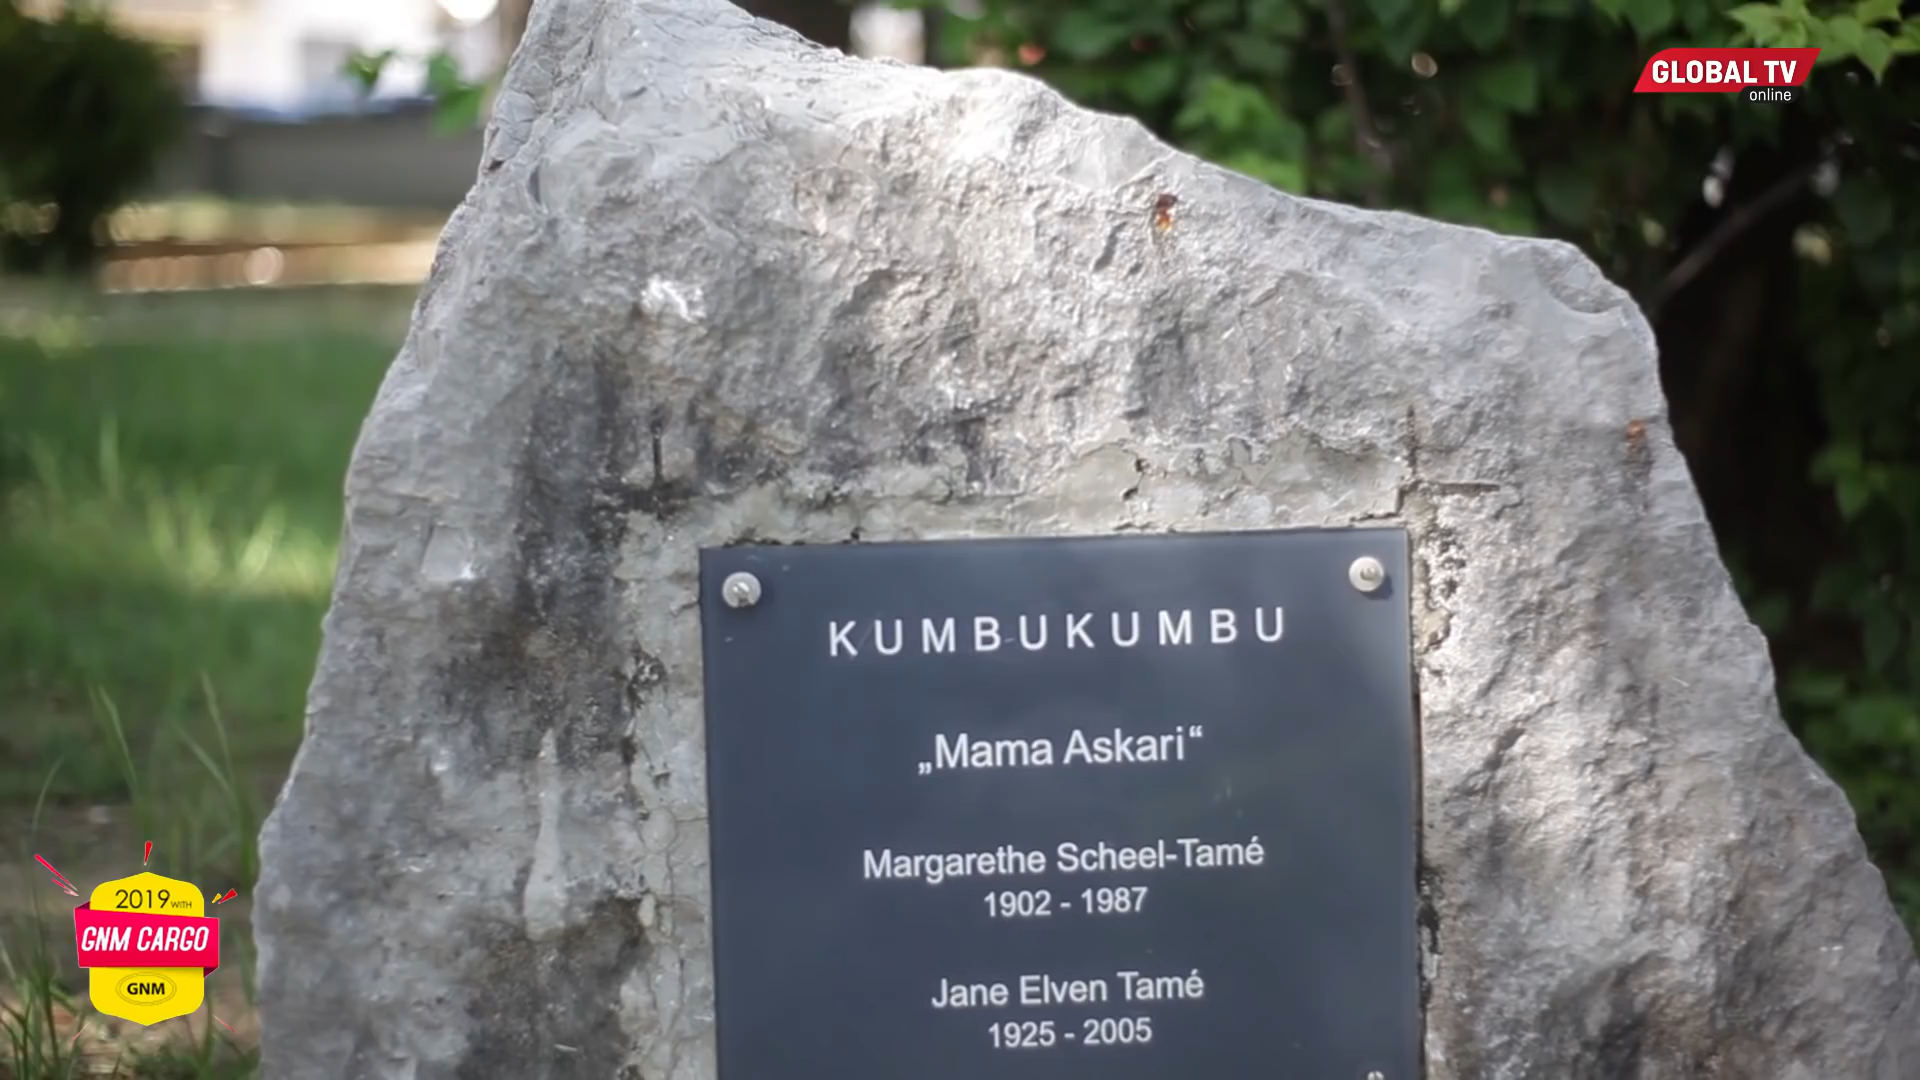 GLOBAL TV
online
KUMBUKUMBU
„Mama Askari“
Margarethe Scheel-Tamé
1902 - 1987
Jane Elven Tamé
1925 - 2005
2019 WITH
GNM CARGO
GNM